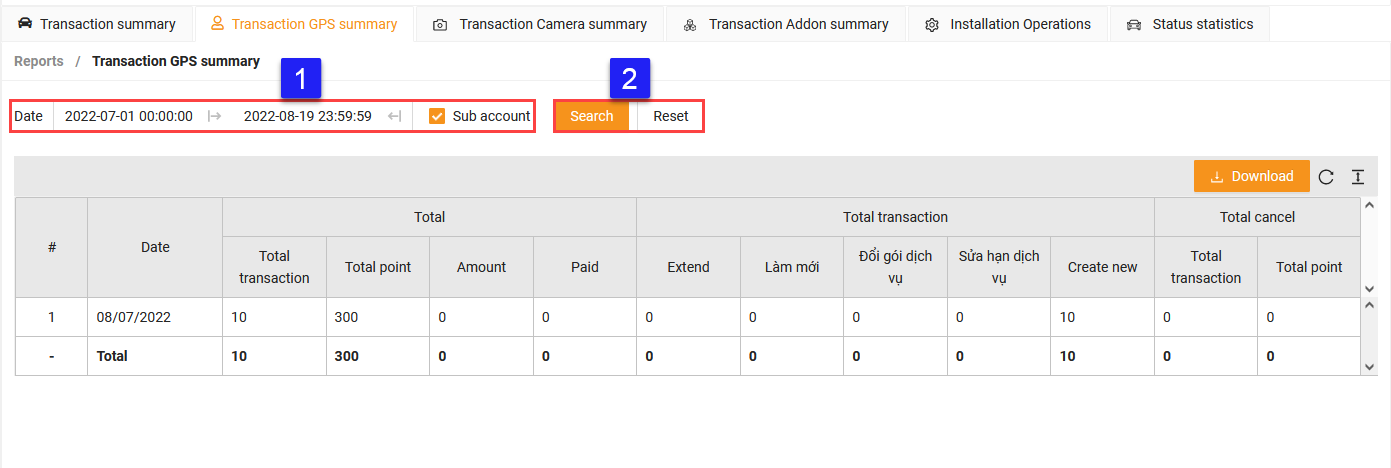 Transaction summary Transaction GPS summary Transaction Camera summary Transaction Addon summary Installation Operations Status statistics
Reports / Transaction GPS summary
1 2
Date 2022-07-01 00:00:00 2022-08-19 23:59:59 Sub account Search Reset
Download
# Date Total Total transaction Total cancel
Total transaction Total point Amount Paid Extend Làm mới Đổi gói dịch vụ Sửa hạn dịch vụ Create new Total transaction Total point
1 08/07/2022 10 300 0 0 0 0 0 0 10 0 0
- Total 10 300 0 0 0 0 0 0 10 0 0